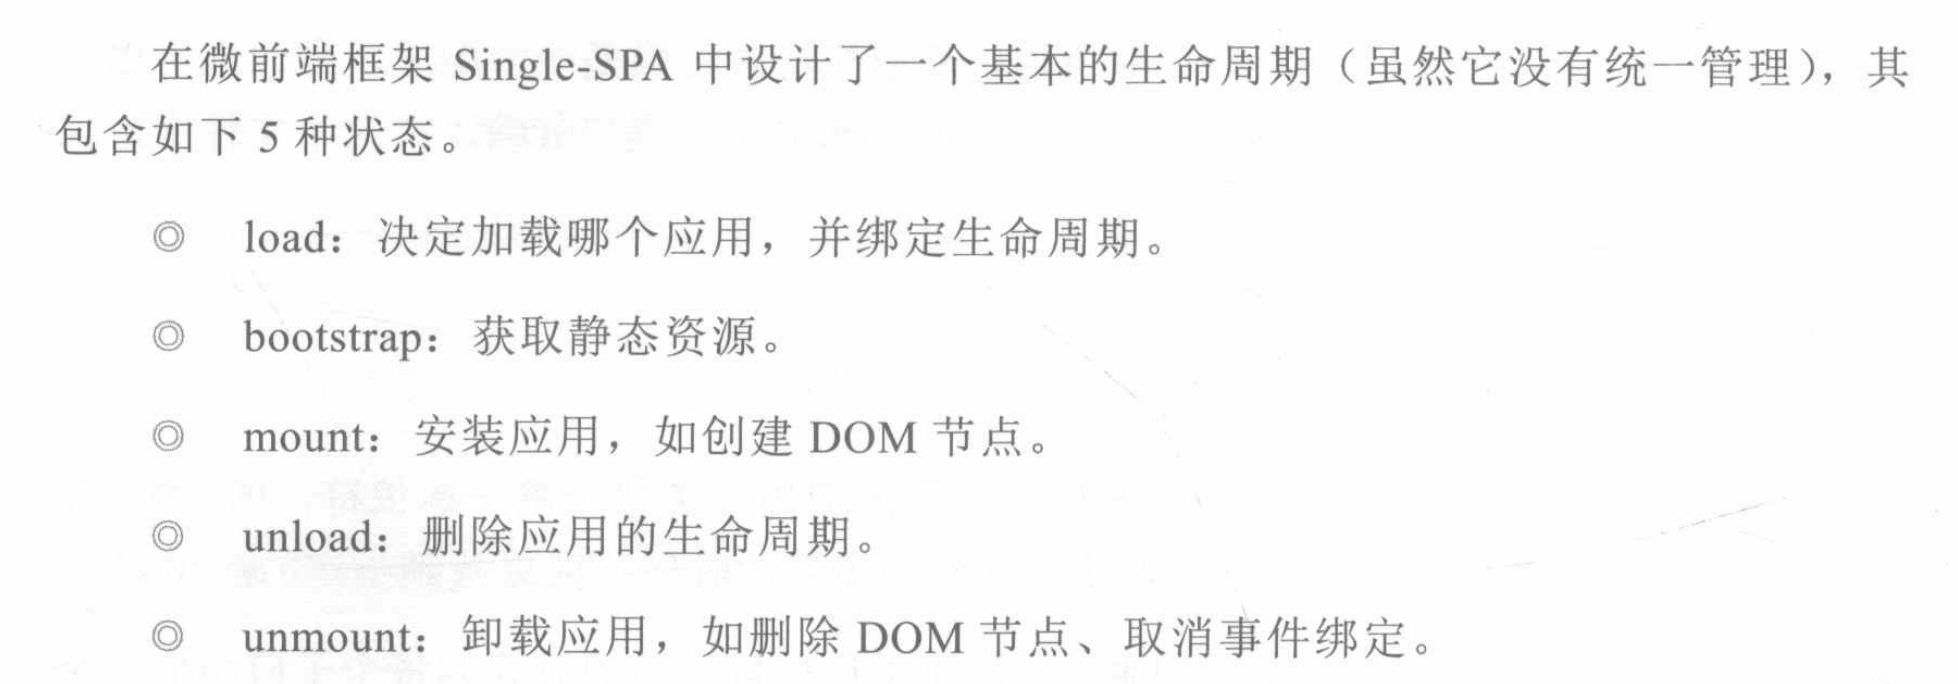 在微前端框架 Single-SPA 中设计了一个基本的生命周期（虽然它没有统一管理），其
包含如下 5 种状态。
◎ load：决定加载哪个应用，并绑定生命周期。
◎ bootstrap：获取静态资源。
◎ mount：安装应用，如创建 DOM 节点。
◎ unload：删除应用的生命周期。
◎ unmount：卸载应用，如删除 DOM 节点、取消事件绑定。